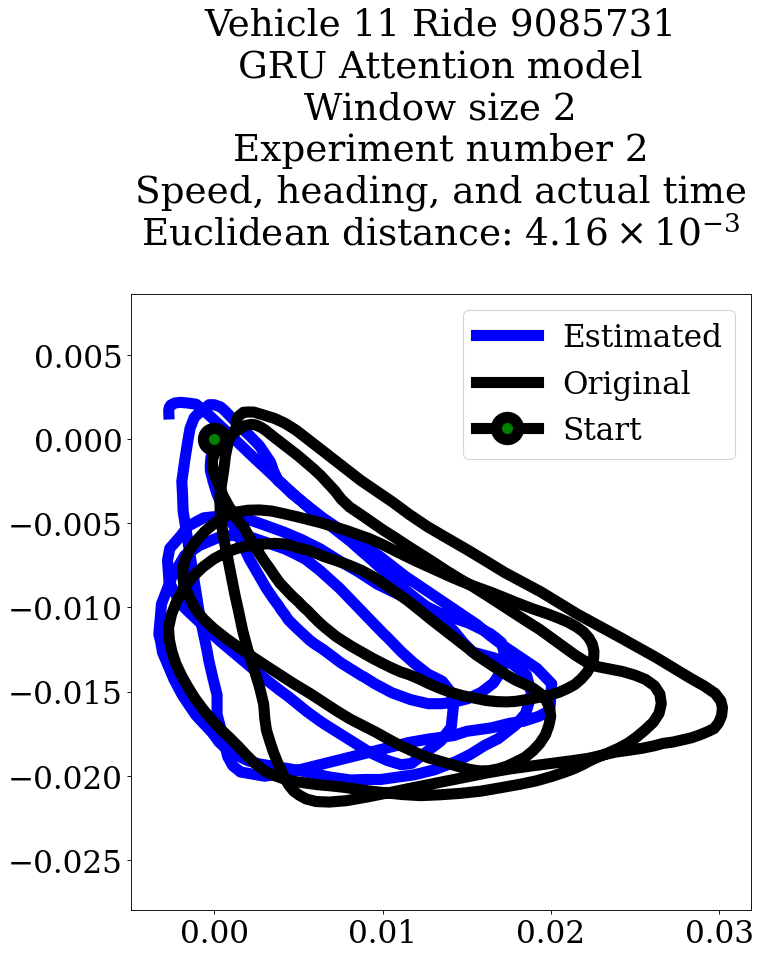 Vehicle 11 Ride 9085731
GRU Attention model
Window size 2
Experiment number 2
Speed, heading, and actual time
Euclidean distance: 4.16 × 10⁻³
Estimated
Original
Start
0.005
0.000
−0.005
−0.010
−0.015
−0.020
−0.025
0.00 0.01 0.02 0.03